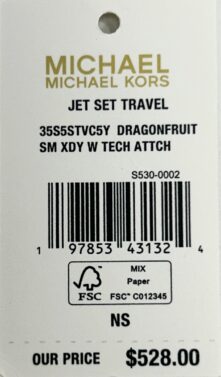 MICHAEL
MICHAEL KORS
JET SET TRAVEL
35S5STVC5Y DRAGONFRUIT
SM XDY W TECH ATTCH
S530-0002
1 97853 43132 4
MIX
Paper
FSC
FSC™ C012345
NS
OUR PRICE $528.00